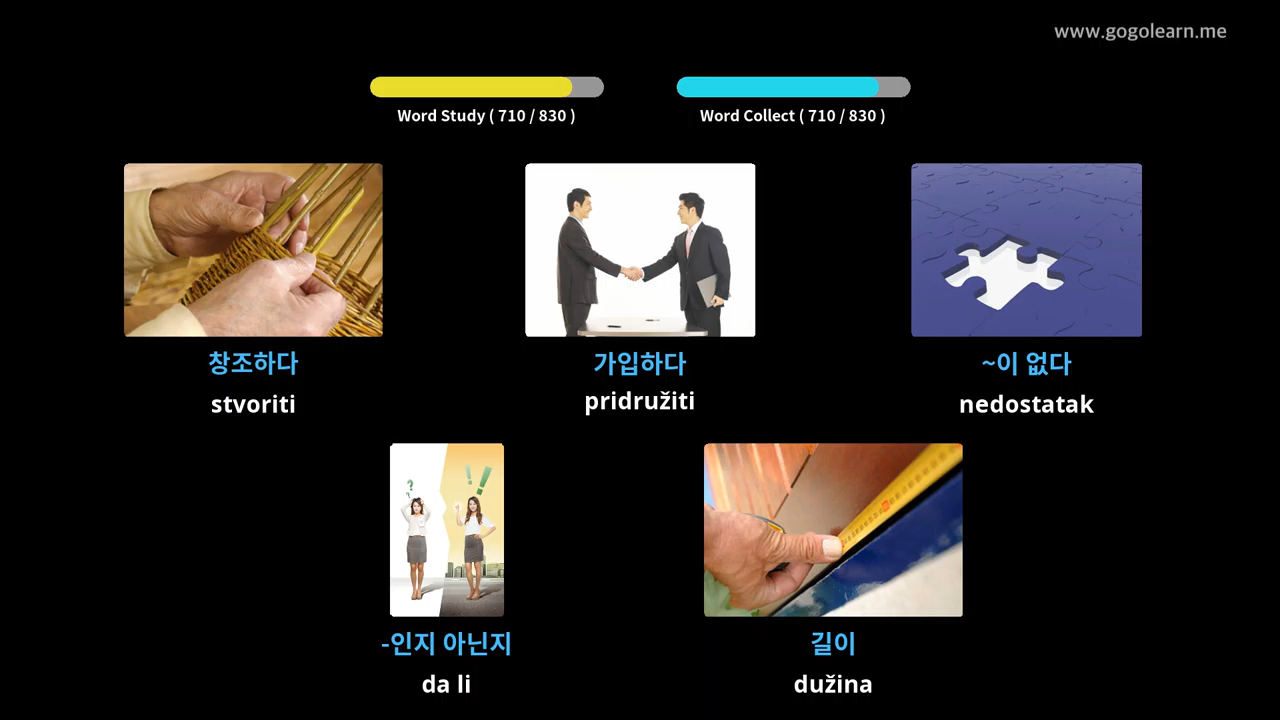 www.gogolearn.me
Word Study ( 710 / 830 )
Word Collect ( 710 / 830 )
창조하다
stvoriti
가입하다
pridružiti
~이 없다
nedostatak
-인지 아닌지
da li
길이
dužina